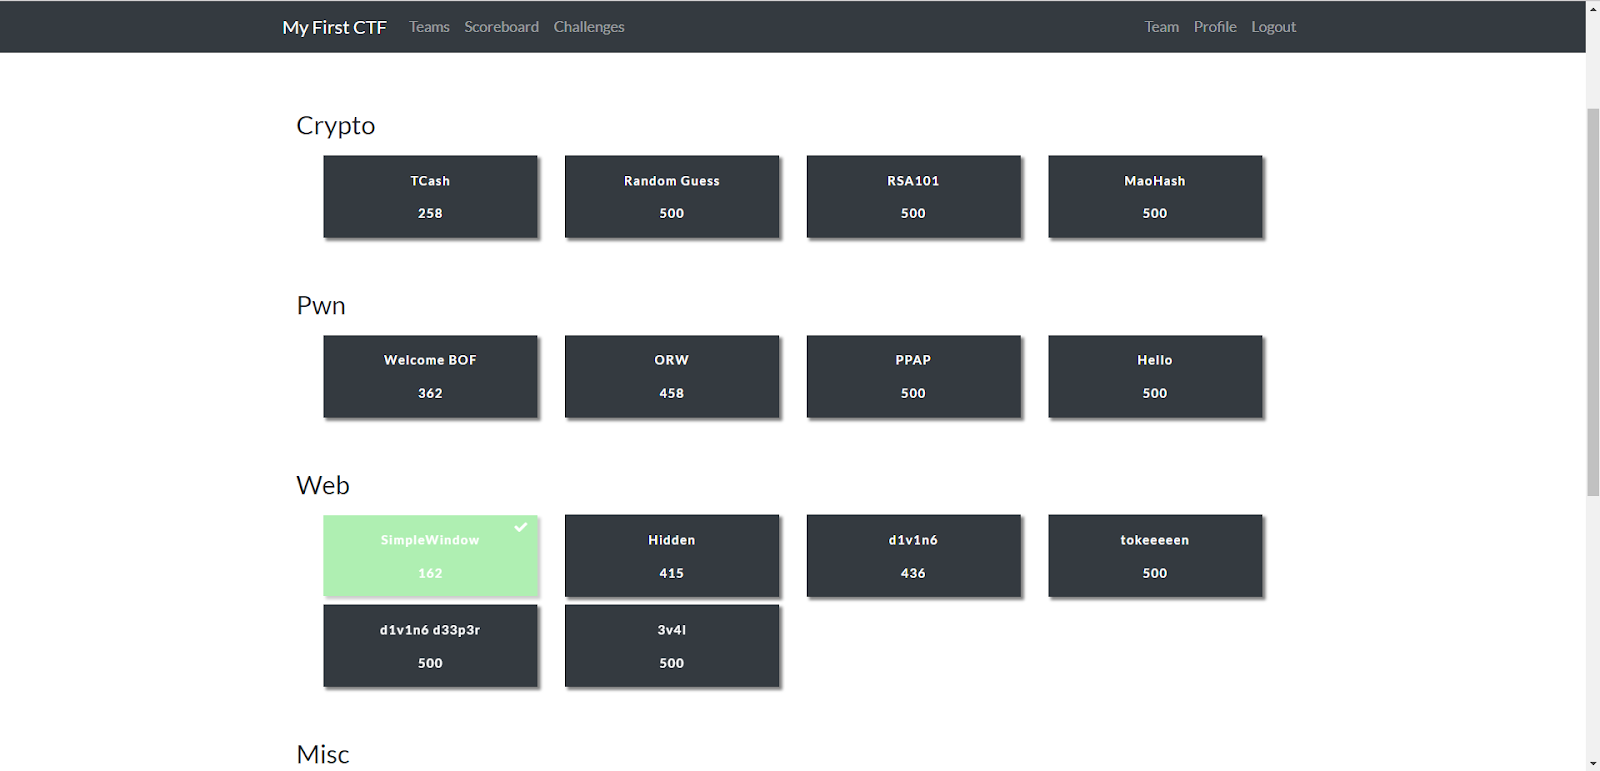 My First CTF Teams Scoreboard Challenges Team Profile Logout
Crypto
TCash Random Guess RSA101 MaoHash
258 500 500 500
Pwn
Welcome BOF ORW PPAP Hello
362 458 500 500
Web
SimpleWindow Hidden d1v1n6 tokeeeeen
162 415 436 500
d1v1n6 d33p3r 3v4l
500 500
Misc